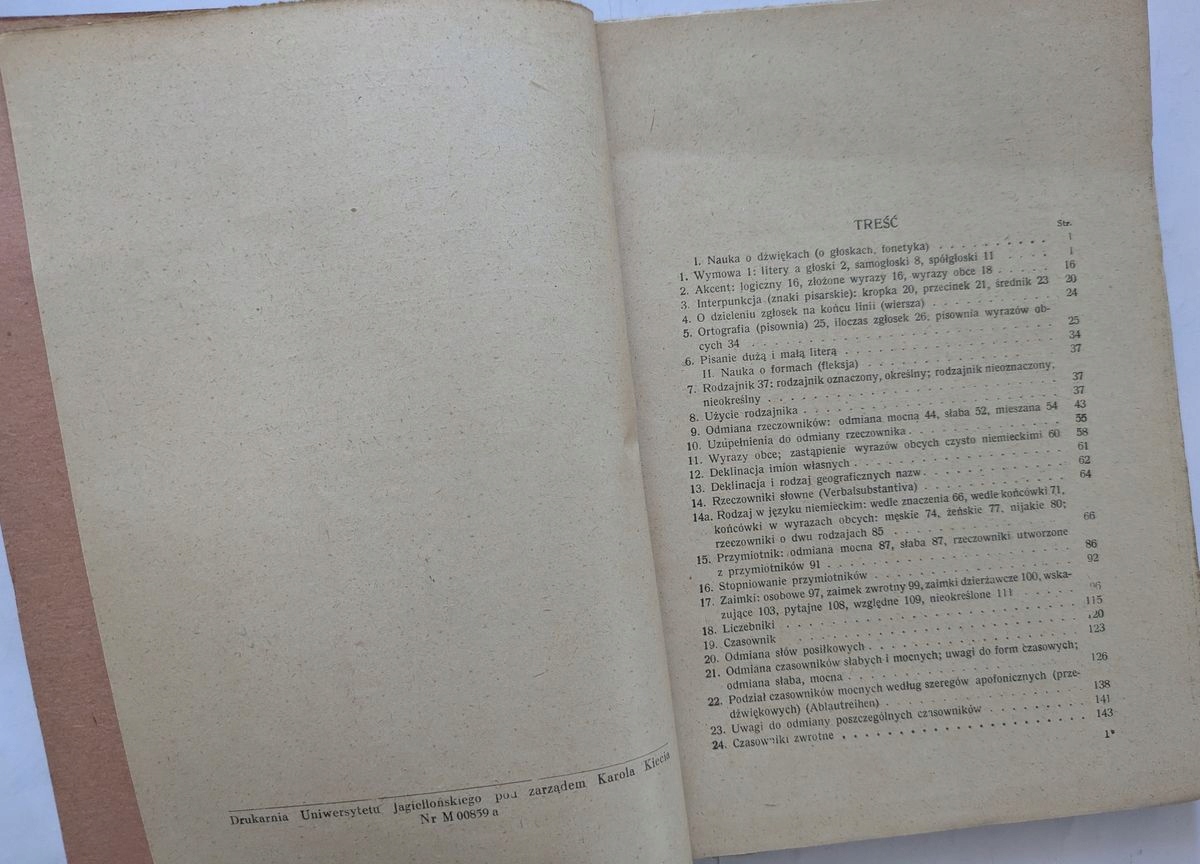 Drukarnia Uniwersytetu Jagiellońskiego pod zarządem Karola Kiecia
Nr M 00859 a
TREŚĆ
Str.
I. Nauka o dźwiękach (o głoskach, fonetyka) . . . . . . . . . . 1
1. Wymowa 1: litery a głoski 2, samogłoski 8, spółgłoski 11 . . . . 1
2. Akcent: logiczny 16, złożone wyrazy 16, wyrazy obce 18 . . . . . 16
3. Interpunkcja (znaki pisarskie): kropka 20, przecinek 21, średnik 23 20
4. O dzieleniu zgłosek na końcu linii (wiersza) . . . . . . . . . . 24
5. Ortografia (pisownia) 25, iloczas zgłosek 26; pisownia wyrazów ob-
cych 34 . . . . . . . . . . 25
6. Pisanie dużą i małą literą . . . . . . . . . . 34
II. Nauka o formach (fleksja) . . . . . . . . . . 37
7. Rodzajnik 37: rodzajnik oznaczony, określny; rodzajnik nieoznaczony,
nieokreślny . . . . . . . . . . 37
8. Użycie rodzajnika . . . . . . . . . . 37
9. Odmiana rzeczowników: odmiana mocna 44, słaba 52, mieszana 54 43
10. Uzupełnienia do odmiany rzeczownika . . . . . . . . . . 55
11. Wyrazy obce; zastąpienie wyrazów obcych czysto niemieckimi 60 58
12. Deklinacja imion własnych . . . . . . . . . . 61
13. Deklinacja i rodzaj geograficznych nazw . . . . . . . . . . 62
14. Rzeczowniki słowne (Verbalsubstantiva) . . . . . . . . . . 64
14a. Rodzaj w języku niemieckim: wedle znaczenia 66, wedle końcówki 71,
końcówki w wyrazach obcych: męskie 74, żeńskie 77, nijakie 80;
rzeczowniki o dwu rodzajach 85 . . . . . . . . . . 66
15. Przymiotnik: odmiana mocna 87, słaba 87, rzeczowniki utworzone
z przymiotników 91 . . . . . . . . . . 86
16. Stopniowanie przymiotników . . . . . . . . . . 92
17. Zaimki: osobowe 97, zaimek zwrotny 99, zaimki dzierżawcze 100, wska-
zujące 103, pytajne 108, względne 109, nieokreślone 111 . . . . . 96
18. Liczebniki . . . . . . . . . . 115
19. Czasownik . . . . . . . . . . 120
20. Odmiana słów posiłkowych . . . . . . . . . . 123
21. Odmiana czasowników słabych i mocnych; uwagi do form czasowych;
odmiana słaba, mocna . . . . . . . . . . 126
22. Podział czasowników mocnych według szeregów apofonicznych (prze-
dźwiękowych) (Ablautreihen) . . . . . . . . . . 138
23. Uwagi do odmiany poszczególnych czasowników . . . . . . . . . . 141
24. Czasowniki zwrotne . . . . . . . . . . 143
1*